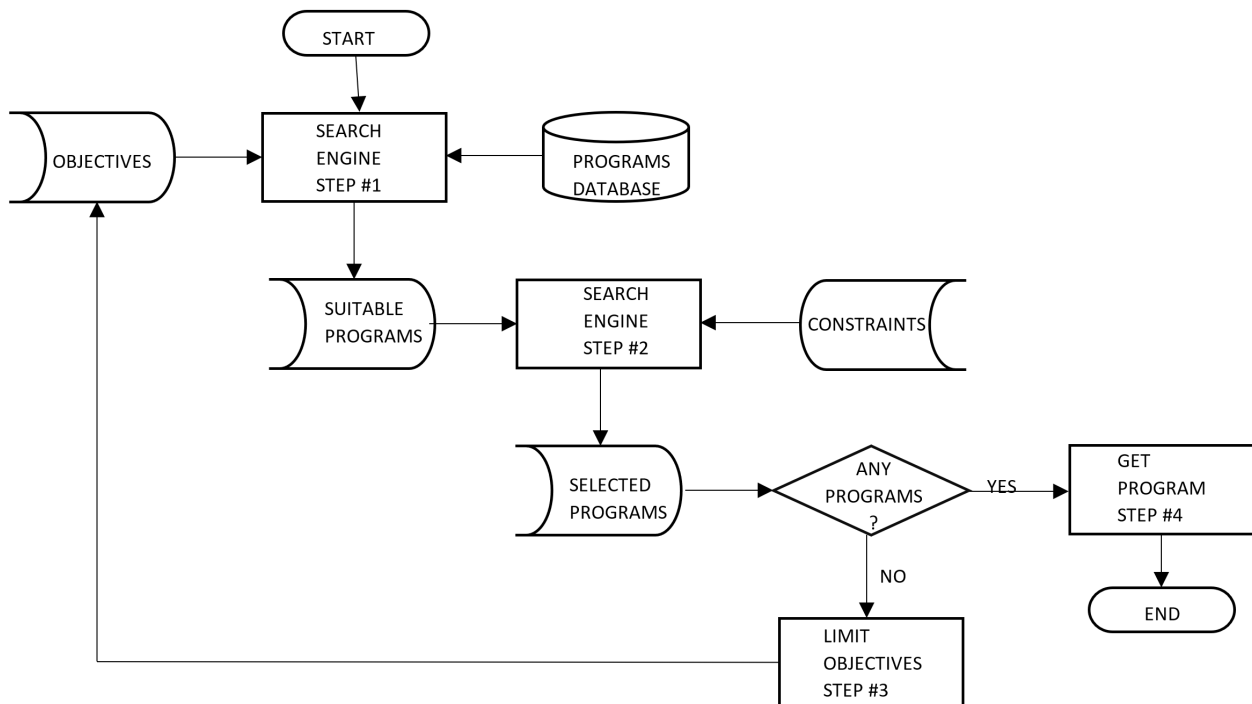 START
OBJECTIVES
SEARCH
ENGINE
STEP #1
PROGRAMS
DATABASE
SUITABLE
PROGRAMS
SEARCH
ENGINE
STEP #2
CONSTRAINTS
SELECTED
PROGRAMS
ANY
PROGRAMS
?
YES
GET
PROGRAM
STEP #4
NO
END
LIMIT
OBJECTIVES
STEP #3